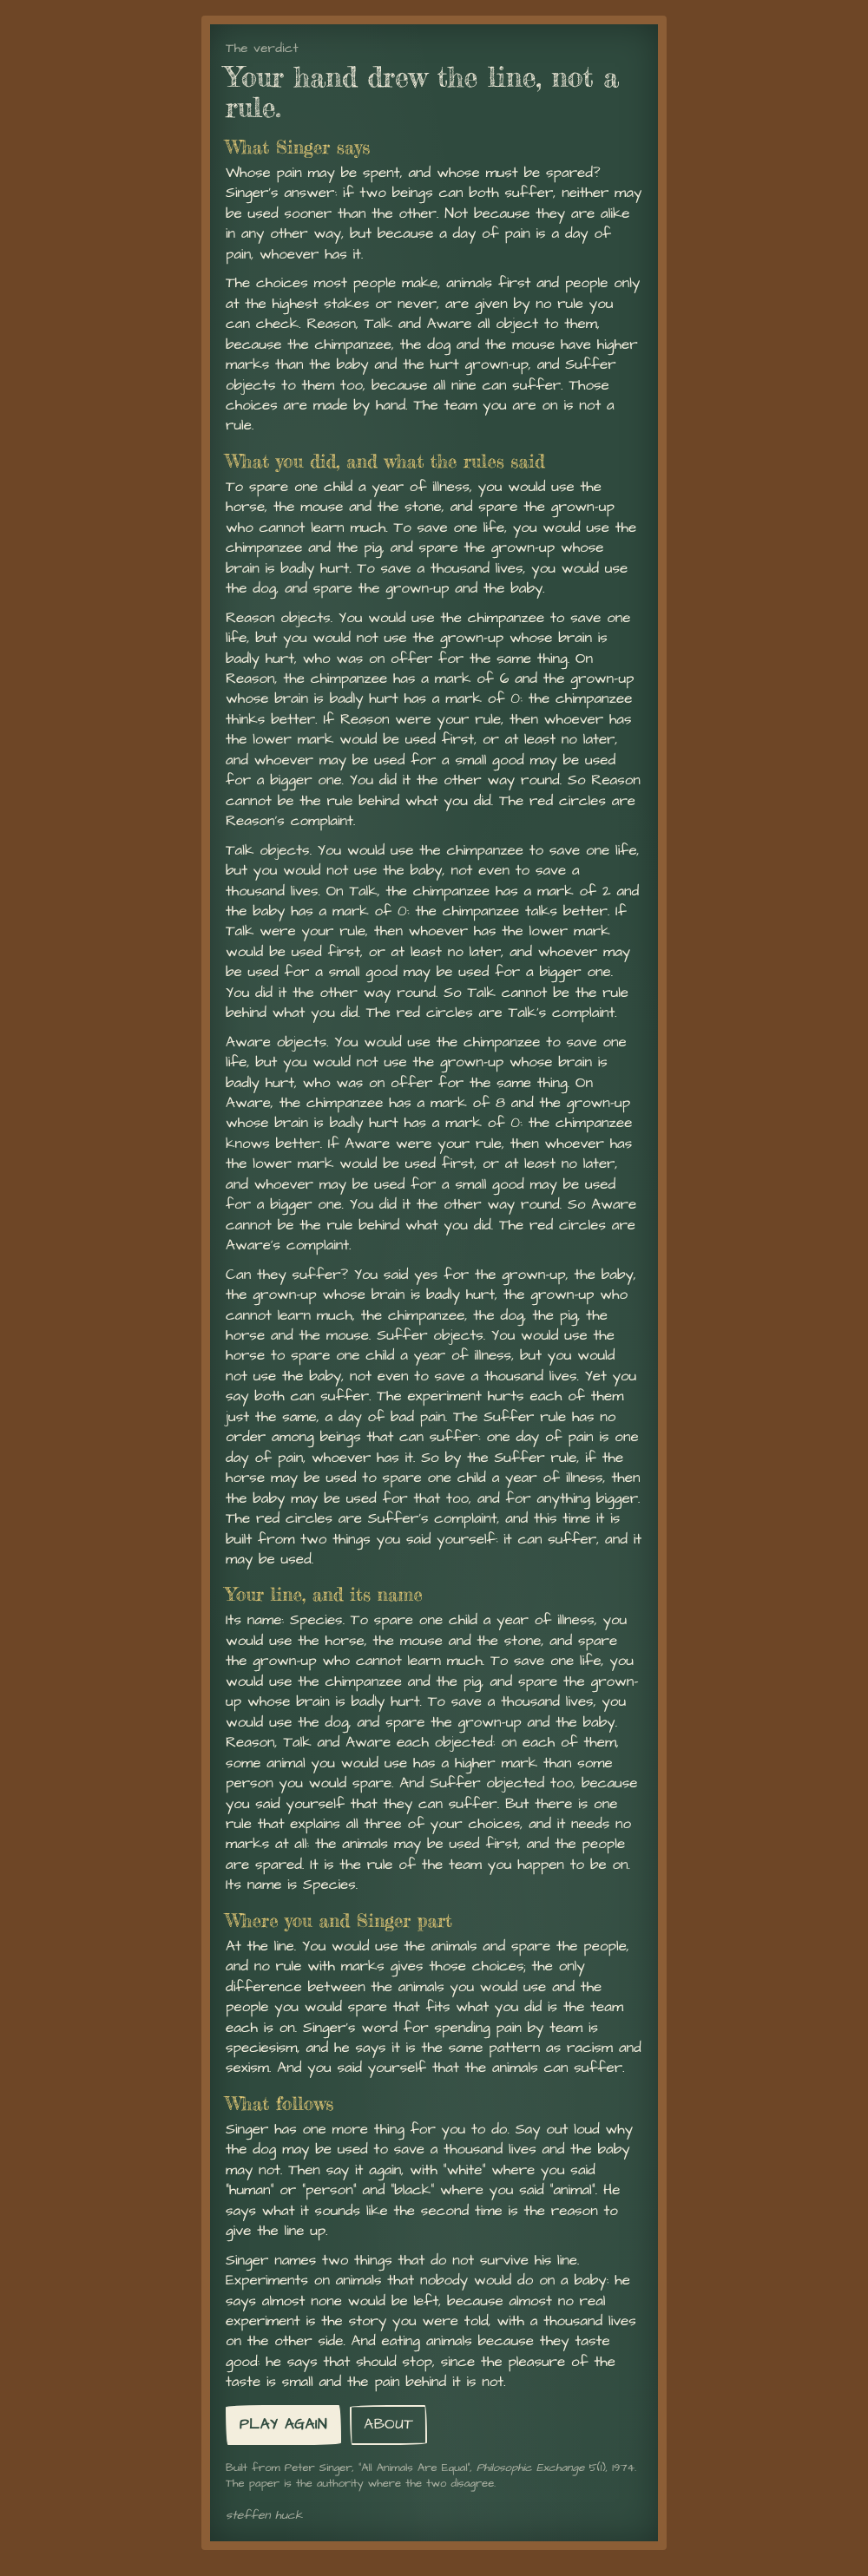 The verdict
Your hand drew the line, not a
rule.
What Singer says
Whose pain may be spent, and whose must be spared?
Singer's answer: if two beings can both suffer, neither may
be used sooner than the other. Not because they are alike
in any other way, but because a day of pain is a day of
pain, whoever has it.
The choices most people make, animals first and people only
at the highest stakes or never, are given by no rule you
can check. Reason, Talk and Aware all object to them,
because the chimpanzee, the dog and the mouse have higher
marks than the baby and the hurt grown-up, and Suffer
objects to them too, because all nine can suffer. Those
choices are made by hand. The team you are on is not a
rule.
What you did, and what the rules said
To spare one child a year of illness, you would use the
horse, the mouse and the stone, and spare the grown-up
who cannot learn much. To save one life, you would use the
chimpanzee and the pig, and spare the grown-up whose
brain is badly hurt. To save a thousand lives, you would use
the dog, and spare the grown-up and the baby.
Reason objects. You would use the chimpanzee to save one
life, but you would not use the grown-up whose brain is
badly hurt, who was on offer for the same thing. On
Reason, the chimpanzee has a mark of 6 and the grown-up
whose brain is badly hurt has a mark of 0: the chimpanzee
thinks better. If Reason were your rule, then whoever has
the lower mark would be used first, or at least no later,
and whoever may be used for a small good may be used
for a bigger one. You did it the other way round. So Reason
cannot be the rule behind what you did. The red circles are
Reason's complaint.
Talk objects. You would use the chimpanzee to save one life,
but you would not use the baby, not even to save a
thousand lives. On Talk, the chimpanzee has a mark of 2 and
the baby has a mark of 0: the chimpanzee talks better. If
Talk were your rule, then whoever has the lower mark
would be used first, or at least no later, and whoever may
be used for a small good may be used for a bigger one.
You did it the other way round. So Talk cannot be the rule
behind what you did. The red circles are Talk's complaint.
Aware objects. You would use the chimpanzee to save one
life, but you would not use the grown-up whose brain is
badly hurt, who was on offer for the same thing. On
Aware, the chimpanzee has a mark of 8 and the grown-up
whose brain is badly hurt has a mark of 0: the chimpanzee
knows better. If Aware were your rule, then whoever has
the lower mark would be used first, or at least no later,
and whoever may be used for a small good may be used
for a bigger one. You did it the other way round. So Aware
cannot be the rule behind what you did. The red circles are
Aware's complaint.
Can they suffer? You said yes for the grown-up, the baby,
the grown-up whose brain is badly hurt, the grown-up who
cannot learn much, the chimpanzee, the dog, the pig, the
horse and the mouse. Suffer objects. You would use the
horse to spare one child a year of illness, but you would
not use the baby, not even to save a thousand lives. Yet you
say both can suffer. The experiment hurts each of them
just the same, a day of bad pain. The Suffer rule has no
order among beings that can suffer: one day of pain is one
day of pain, whoever has it. So by the Suffer rule, if the
horse may be used to spare one child a year of illness, then
the baby may be used for that too, and for anything bigger.
The red circles are Suffer's complaint, and this time it is
built from two things you said yourself: it can suffer, and it
may be used.
Your line, and its name
Its name: Species. To spare one child a year of illness, you
would use the horse, the mouse and the stone, and spare
the grown-up who cannot learn much. To save one life, you
would use the chimpanzee and the pig, and spare the grown-
up whose brain is badly hurt. To save a thousand lives, you
would use the dog, and spare the grown-up and the baby.
Reason, Talk and Aware each objected: on each of them,
some animal you would use has a higher mark than some
person you would spare. And Suffer objected too, because
you said yourself that they can suffer. But there is one
rule that explains all three of your choices, and it needs no
marks at all: the animals may be used first, and the people
are spared. It is the rule of the team you happen to be on.
Its name is Species.
Where you and Singer part
At the line. You would use the animals and spare the people,
and no rule with marks gives those choices; the only
difference between the animals you would use and the
people you would spare that fits what you did is the team
each is on. Singer's word for spending pain by team is
speciesism, and he says it is the same pattern as racism and
sexism. And you said yourself that the animals can suffer.
What follows
Singer has one more thing for you to do. Say out loud why
the dog may be used to save a thousand lives and the baby
may not. Then say it again, with "white" where you said
"human" or "person" and "black" where you said "animal". He
says what it sounds like the second time is the reason to
give the line up.
Singer names two things that do not survive his line.
Experiments on animals that nobody would do on a baby: he
says almost none would be left, because almost no real
experiment is the story you were told, with a thousand lives
on the other side. And eating animals because they taste
good: he says that should stop, since the pleasure of the
taste is small and the pain behind it is not.
PLAY AGAIN ABOUT
Built from Peter Singer, "All Animals Are Equal", Philosophic Exchange 5(1), 1974.
The paper is the authority where the two disagree.
steffen huck